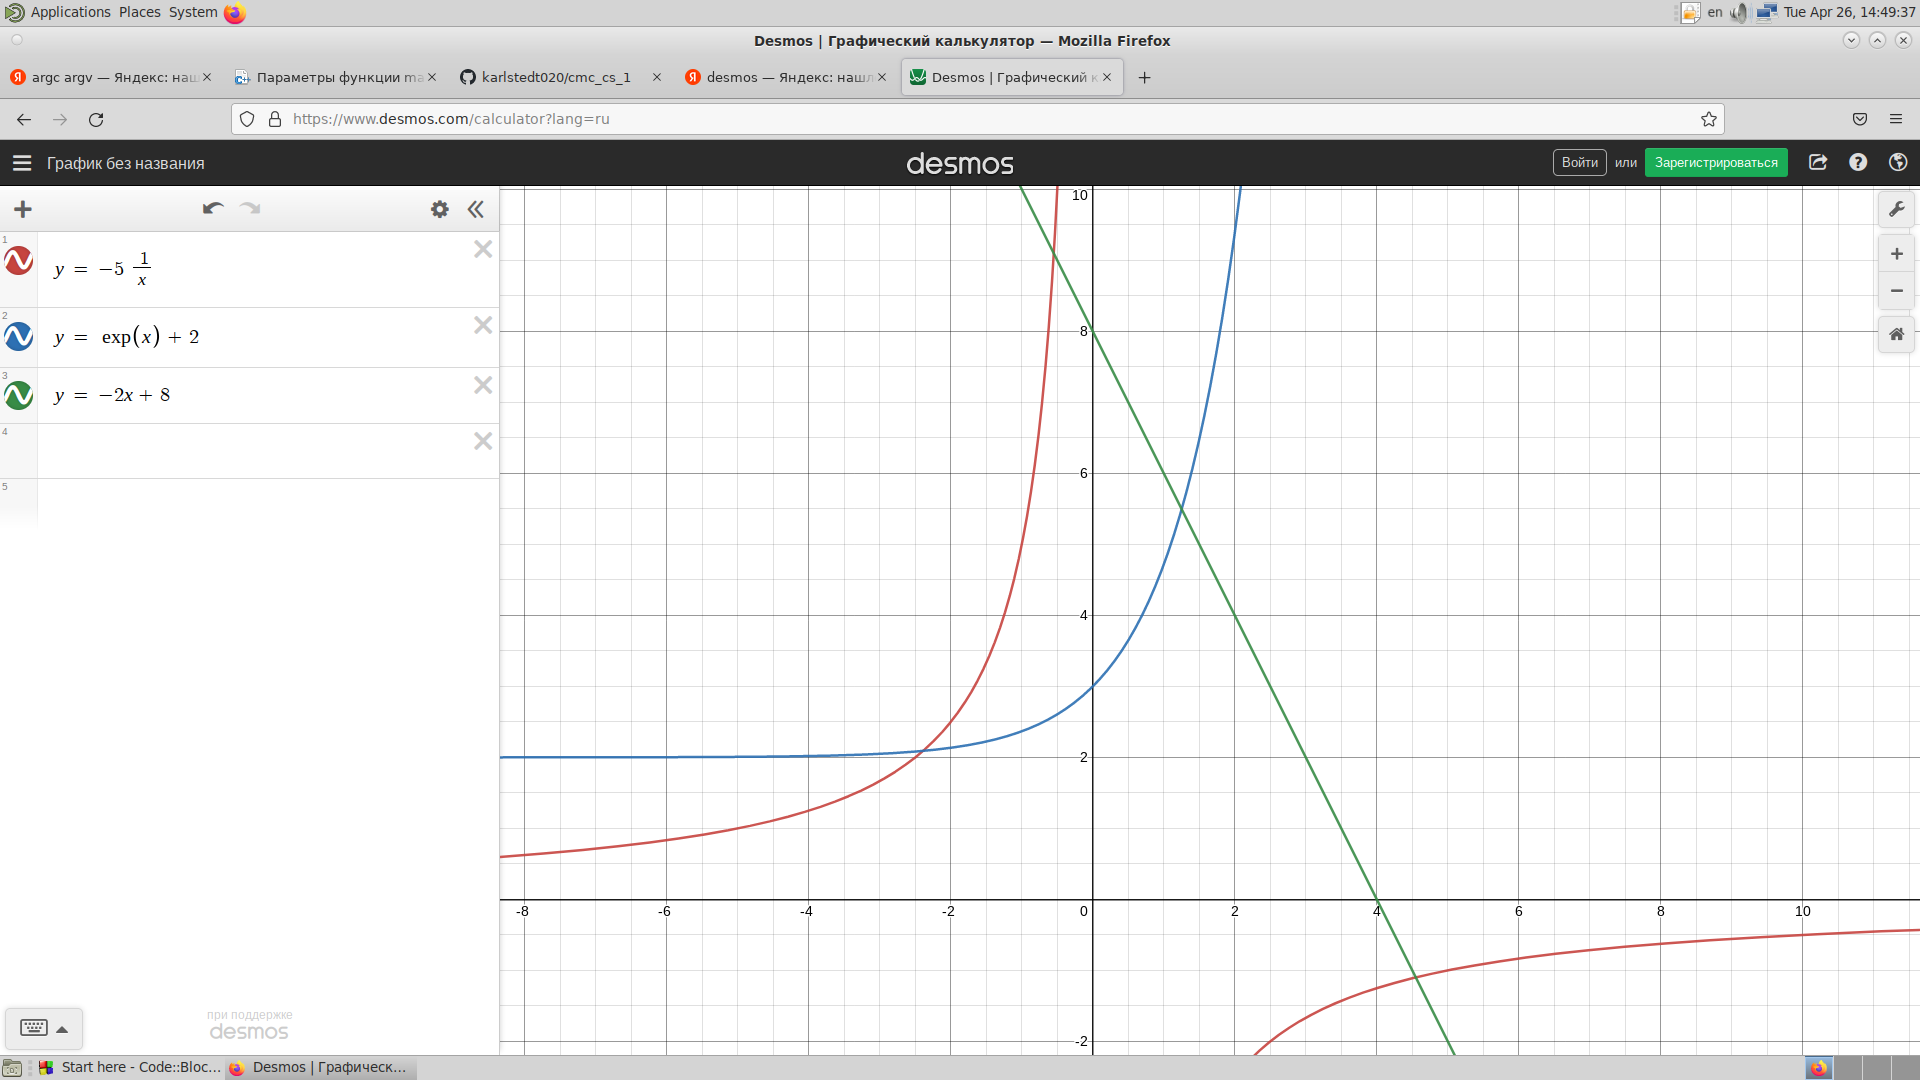 Applications Places System en Tue Apr 26, 14:49:37
Desmos | Графический калькулятор — Mozilla Firefox
argc argv — Яндекс: наш Параметры функции ma karlstedt020/cmc_cs_1 desmos — Яндекс: нашл Desmos | Графический к
https://www.desmos.com/calculator?lang=ru
График без названия desmos Войти или Зарегистрироваться
1
y = −5 1/x
2
y = exp(x) + 2
3
y = −2x + 8
4
5
10
8
6
4
2
-8 -6 -4 -2 0 2 4 6 8 10
-2
при поддержке
desmos
Start here - Code::Bloc... Desmos | Графическ...